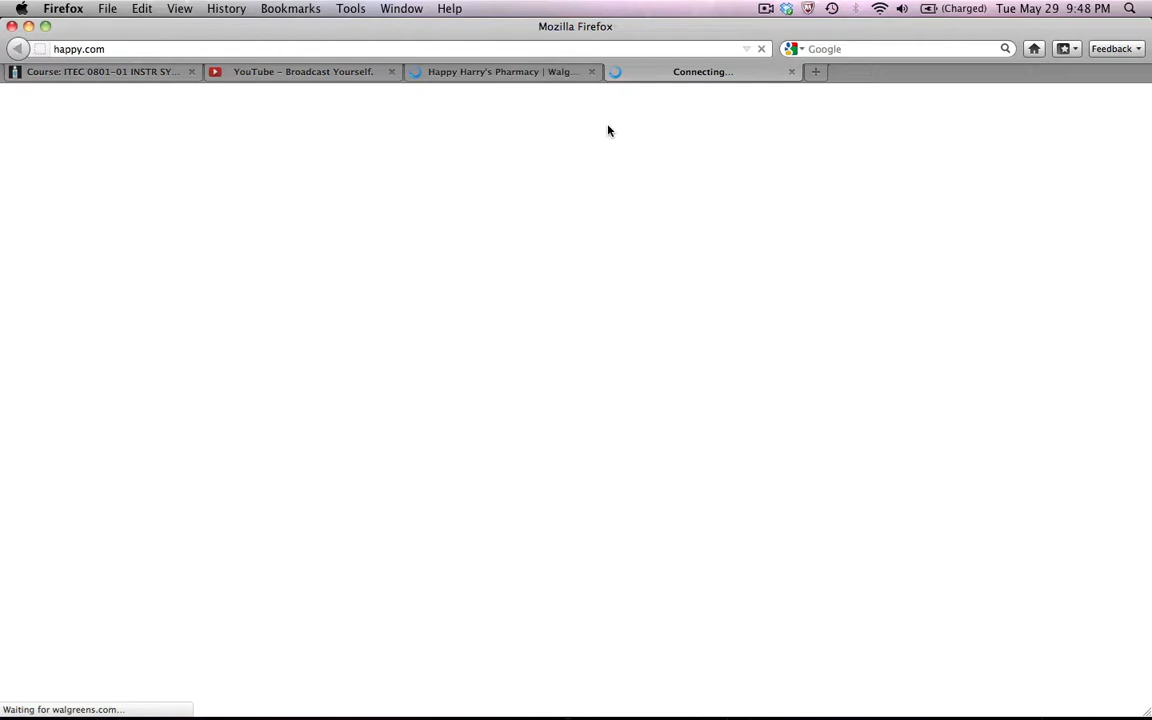 Firefox File Edit View History Bookmarks Tools Window Help (Charged) Tue May 29 9:48 PM
Mozilla Firefox
happy.com Google Feedback
Course: ITEC 0801-01 INSTR SY... YouTube - Broadcast Yourself. Happy Harry's Pharmacy | Walg... Connecting...
Waiting for walgreens.com...